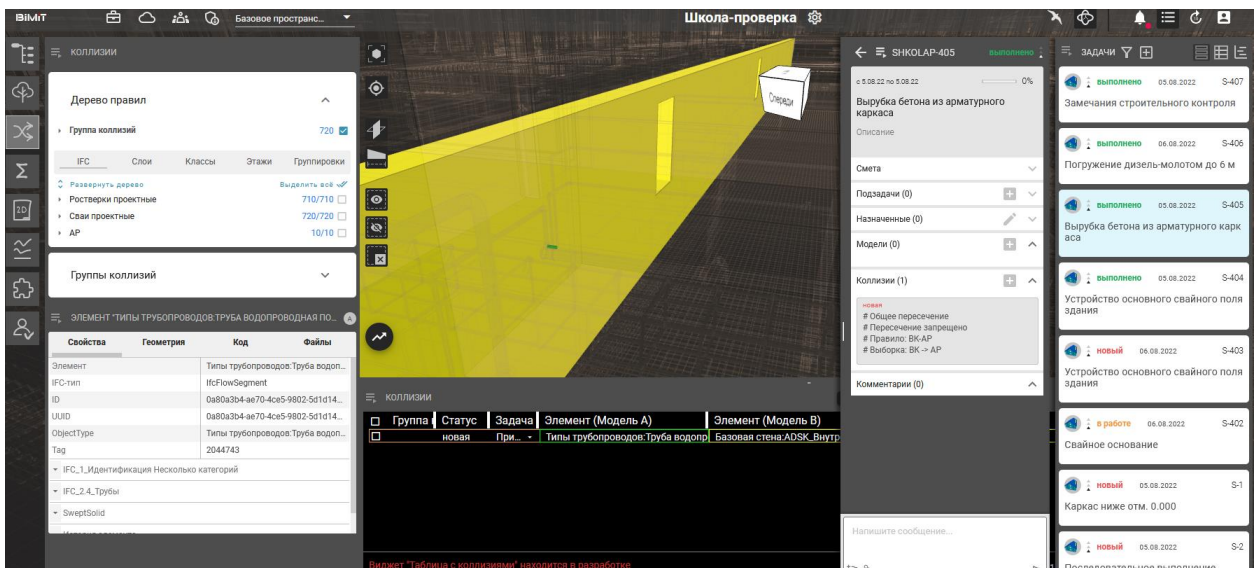 BiMiT
Базовое пространс...
Школа-проверка
КОЛЛИЗИИ
Дерево правил
Группа коллизий 720
IFC Слои Классы Этажи Группировки
Развернуть дерево Выделить всё
Ростверки проектные 710/710
Сваи проектные 720/720
АР 10/10
Группы коллизий
ЭЛЕМЕНТ "ТИПЫ ТРУБОПРОВОДОВ:ТРУБА ВОДОПРОВОДНАЯ ПО...
A
Свойства Геометрия Код Файлы
Элемент Типы трубопроводов:Труба водоп...
IFC-тип IfcFlowSegment
ID 0a80a3b4-ae70-4ce5-9802-5d1d14...
UUID 0a80a3b4-ae70-4ce5-9802-5d1d14...
ObjectType Типы трубопроводов:Труба водоп...
Tag 2044743
IFC_1_Идентификация Несколько категорий
IFC_2.4_Трубы
SweptSolid
2D
Спереди
КОЛЛИЗИИ
Группа Статус Задача Элемент (Модель A) Элемент (Модель B)
новая При... Типы трубопроводов:Труба водопр Базовая стена:ADSK_Внутр
Виджет "Таблица с коллизиями" находится в разработке
SHKOLAP-405 выполнено
с 5.08.22 по 5.08.22 0%
Вырубка бетона из арматурного
каркаса
Описание
Смета
Подзадачи (0)
Назначенные (0)
Модели (0)
Коллизии (1)
новая
# Общее пересечение
# Пересечение запрещено
# Правило: ВК-АР
# Выборка: ВК -> АР
Комментарии (0)
Напишите сообщение...
ЗАДАЧИ
выполнено 05.08.2022 S-407
Замечания строительного контроля
выполнено 06.08.2022 S-406
Погружение дизель-молотом до 6 м
выполнено 05.08.2022 S-405
Вырубка бетона из арматурного карк
аса
выполнено 05.08.2022 S-404
Устройство основного свайного поля
здания
новый 06.08.2022 S-403
Устройство основного свайного поля
здания
в работе 06.08.2022 S-402
Свайное основание
новый 05.08.2022 S-1
Каркас ниже отм. 0.000
новый 05.08.2022 S-2
Последовательное выполнение